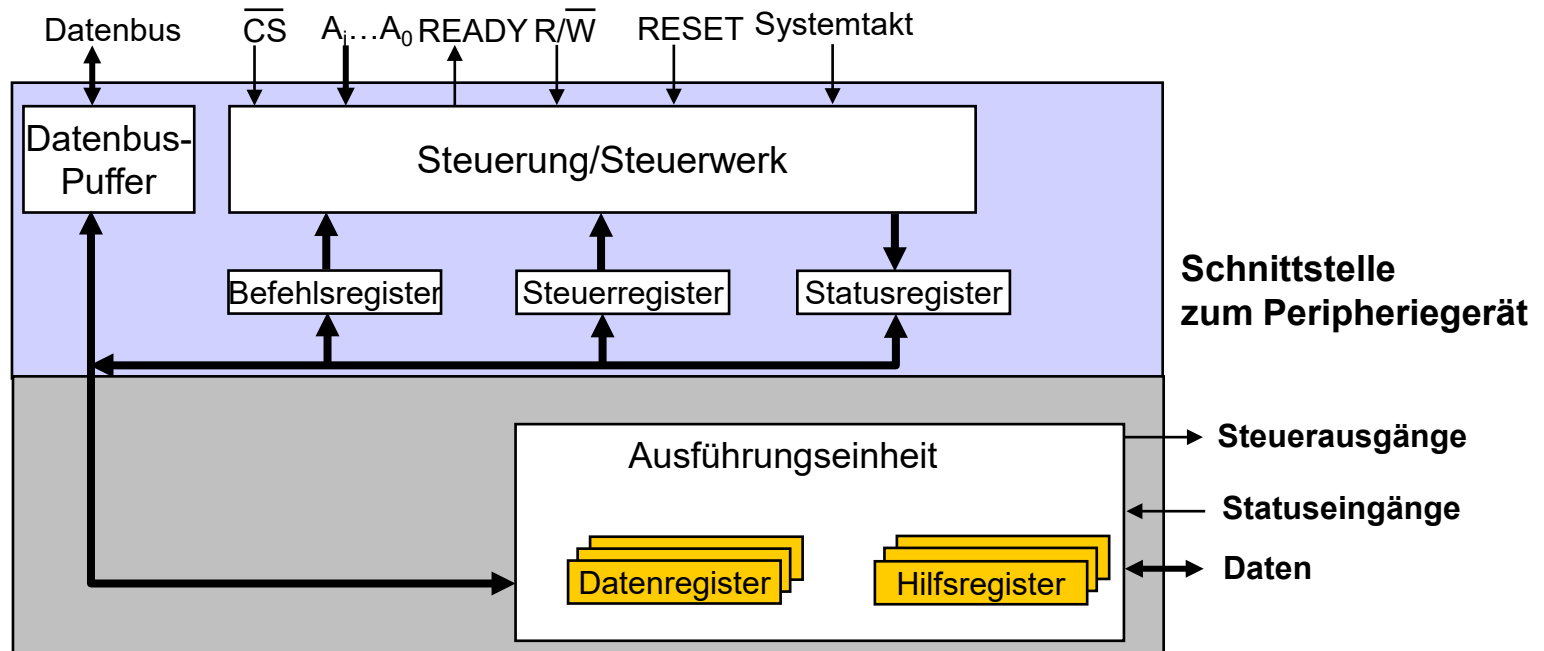 Datenbus
C̅S̅
Aᵢ…A₀
READY
R/W̅
RESET
Systemtakt
Datenbus-
Puffer
Steuerung/Steuerwerk
Befehlsregister
Steuerregister
Statusregister
Schnittstelle
zum Peripheriegerät
Ausführungseinheit
Datenregister
Hilfsregister
Steuerausgänge
Statuseingänge
Daten